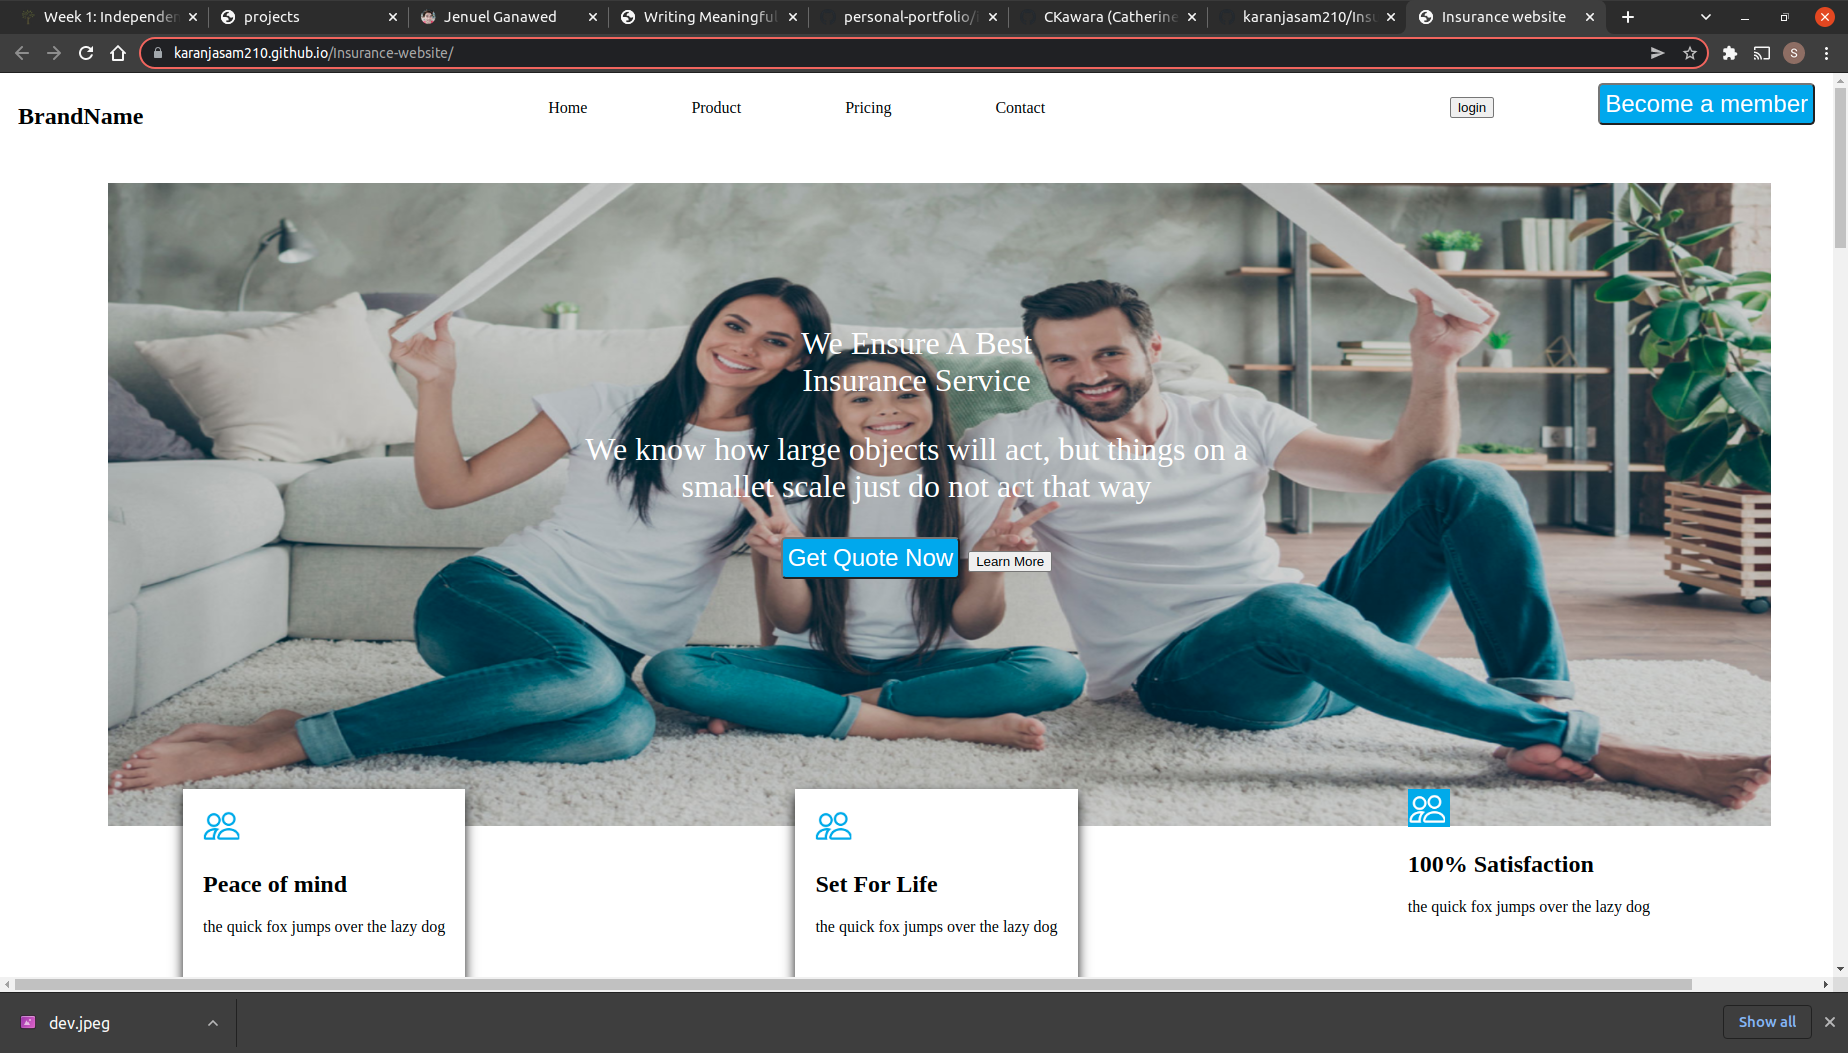 Week 1: Independen
projects
Jenuel Ganawed
Writing Meaningful
personal-portfolio/
CKawara (Catherine
karanjasam210/Insu
Insurance website
karanjasam210.github.io/Insurance-website/
S
BrandName
Home
Product
Pricing
Contact
login
Become a member
We Ensure A Best
Insurance Service
We know how large objects will act, but things on a
smallet scale just do not act that way
Get Quote Now
Learn More
Peace of mind
the quick fox jumps over the lazy dog
Set For Life
the quick fox jumps over the lazy dog
100% Satisfaction
the quick fox jumps over the lazy dog
dev.jpeg
Show all